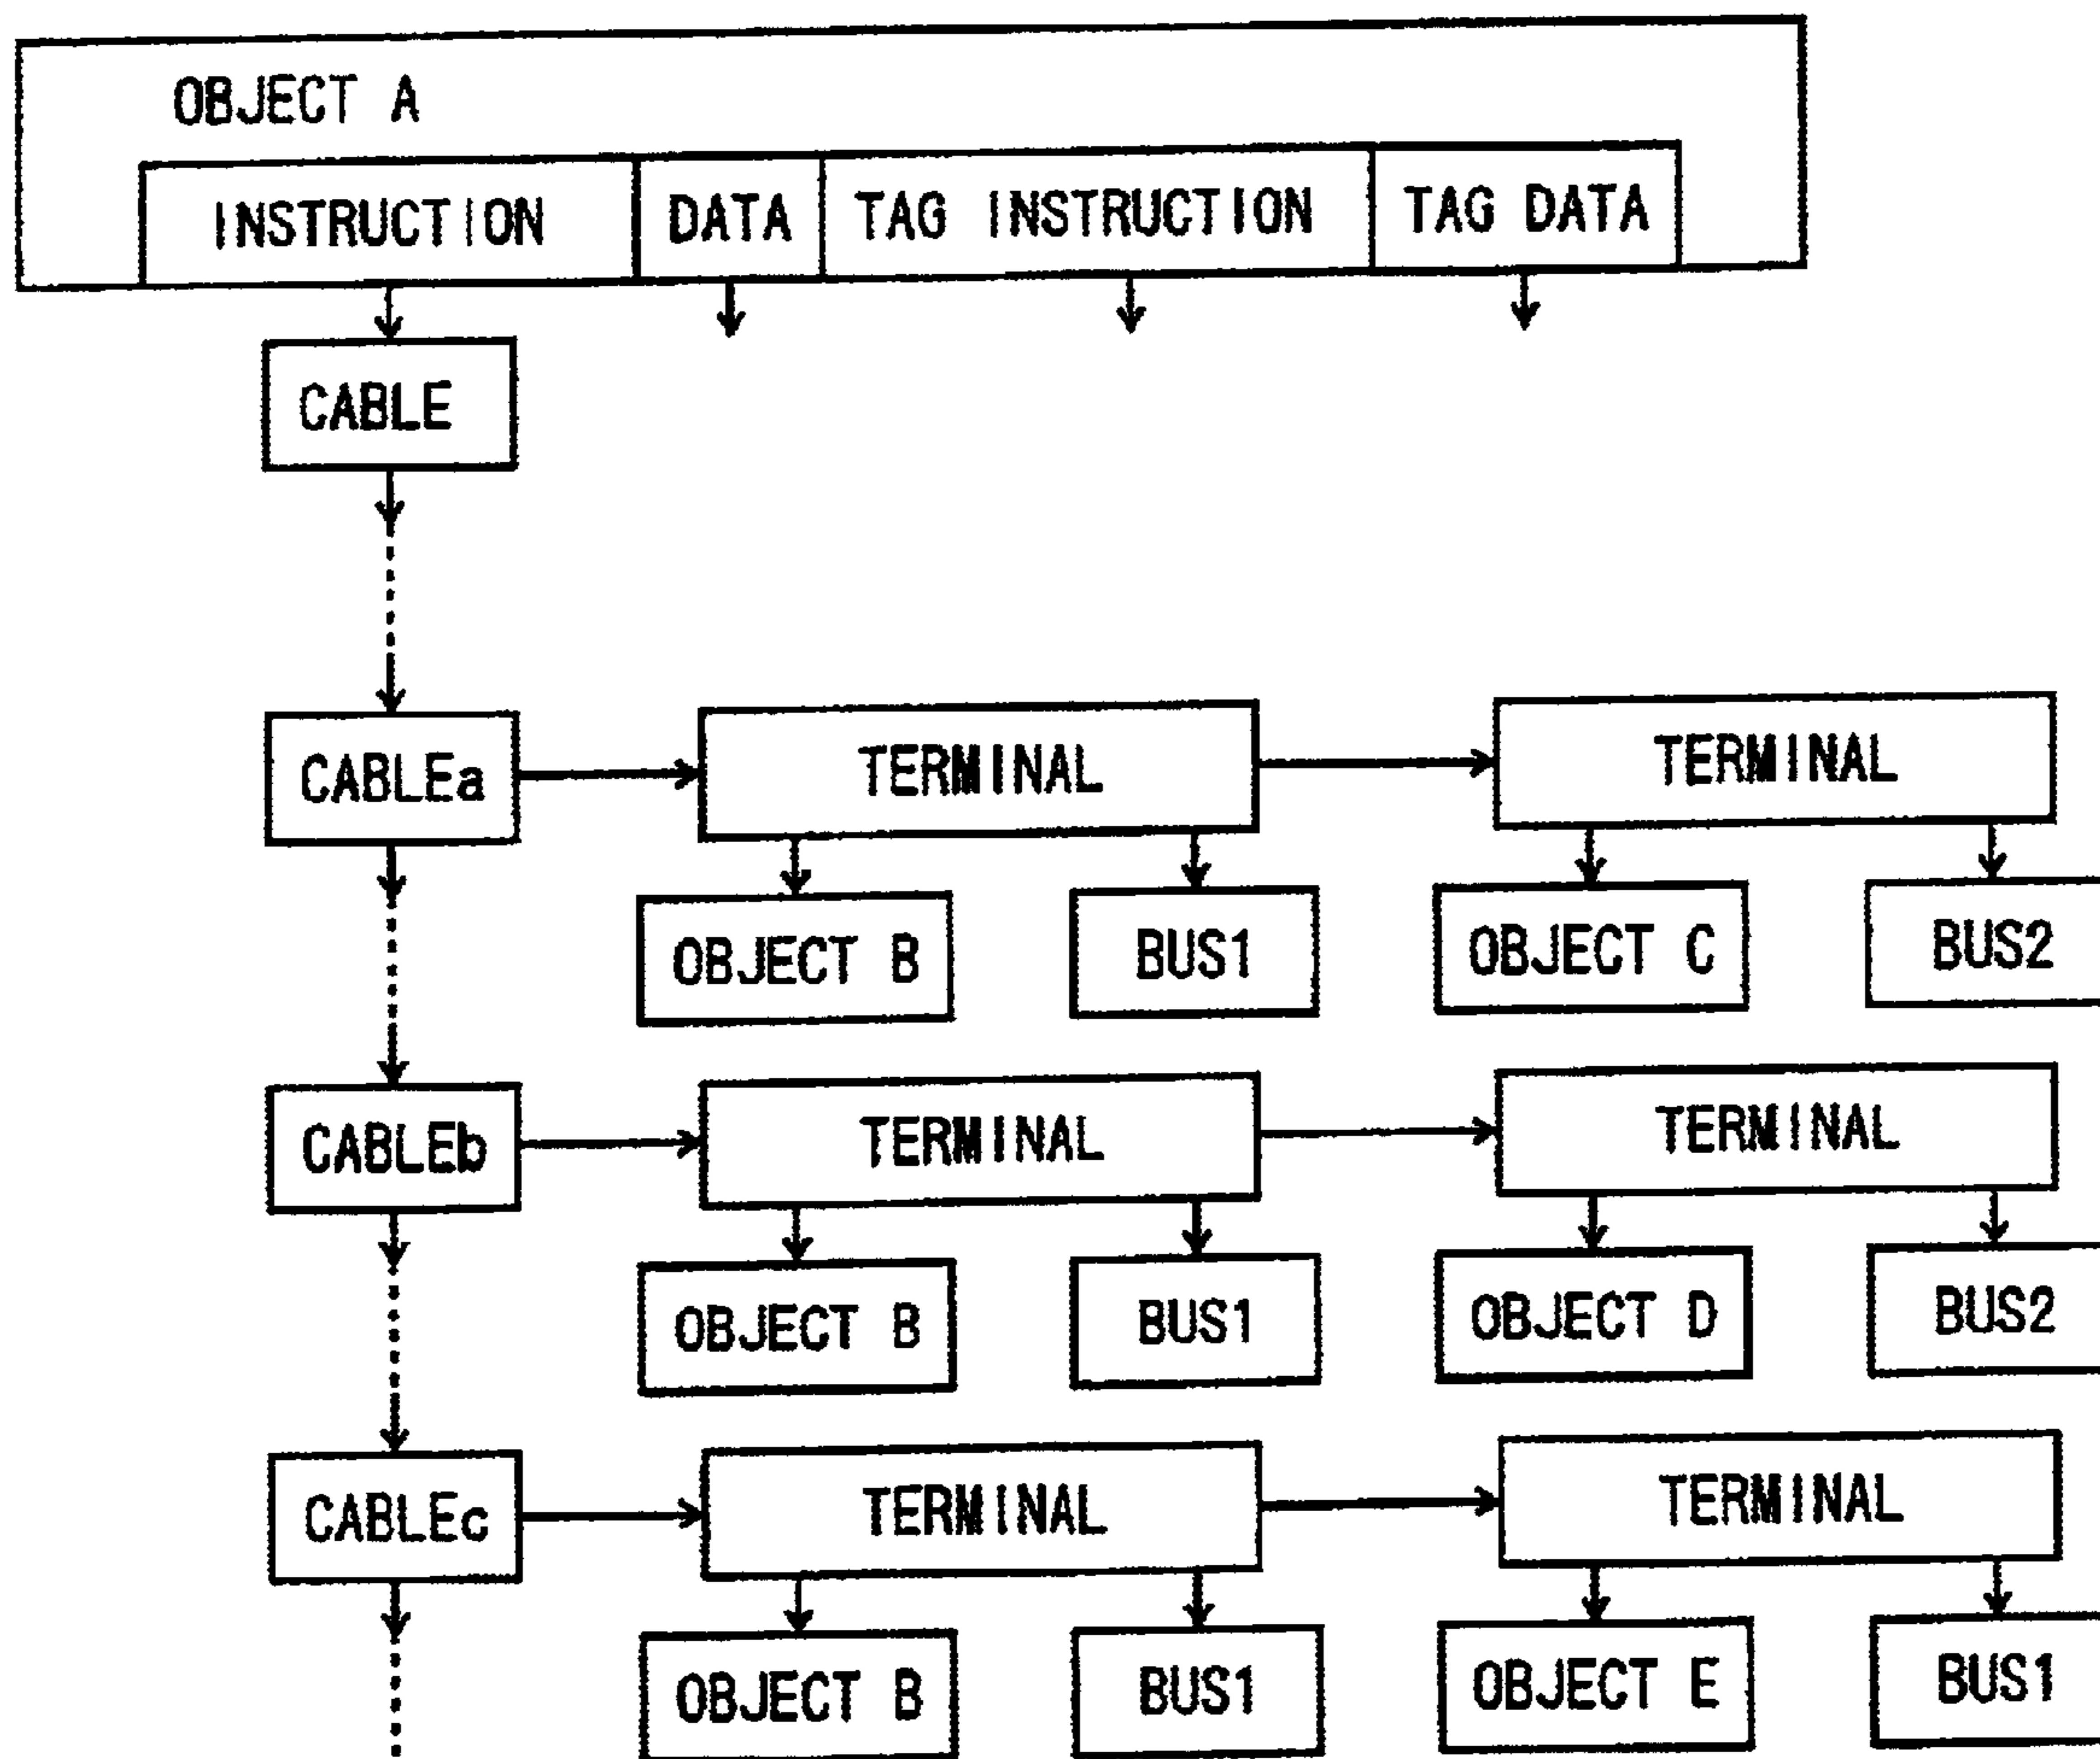 OBJECT A
INSTRUCTION DATA TAG INSTRUCTION TAG DATA
CABLE
CABLEa TERMINAL TERMINAL
OBJECT B BUS1 OBJECT C BUS2
CABLEb TERMINAL TERMINAL
OBJECT B BUS1 OBJECT D BUS2
CABLEc TERMINAL TERMINAL
OBJECT B BUS1 OBJECT E BUS1